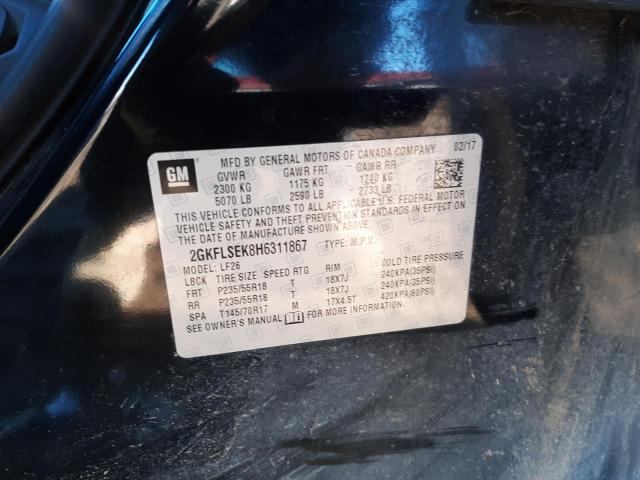 GM
MFD BY GENERAL MOTORS OF CANADA COMPANY 02/17
GVWR GAWR FRT GAWR RR
2300 KG 1175 KG 1240 KG
5070 LB 2590 LB 2733 LB
THIS VEHICLE CONFORMS TO ALL APPLICABLE U.S. FEDERAL MOTOR
VEHICLE SAFETY AND THEFT PREVENTION STANDARDS IN EFFECT ON
THE DATE OF MANUFACTURE SHOWN ABOVE.
2GKFLSEK8H6311867 TYPE: M.P.V.
MODEL: LF26
LBCK TIRE SIZE SPEED RTG RIM COLD TIRE PRESSURE
FRT P235/55R18 T 18X7J 240KPA(35PSI)
RR P235/55R18 T 18X7J 240KPA(35PSI)
SPA T145/70R17 M 17X4.5T 420KPA(60PSI)
SEE OWNER'S MANUAL FOR MORE INFORMATION.